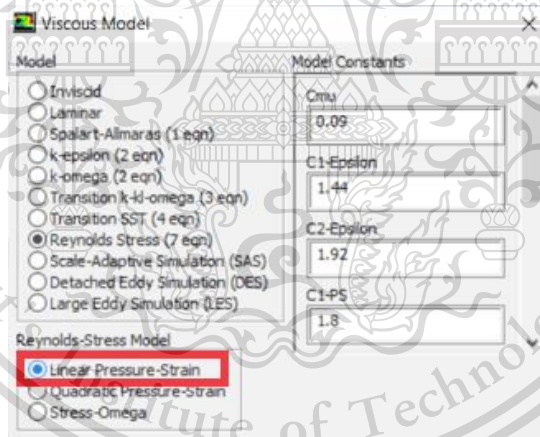 Viscous Model
Model
Inviscid
Laminar
Spalart-Allmaras (1 eqn)
k-epsilon (2 eqn)
k-omega (2 eqn)
Transition k-kl-omega (3 eqn)
Transition SST (4 eqn)
Reynolds Stress (7 eqn)
Scale-Adaptive Simulation (SAS)
Detached Eddy Simulation (DES)
Large Eddy Simulation (LES)
Reynolds-Stress Model
Linear Pressure-Strain
Quadratic Pressure-Strain
Stress-Omega
Model Constants
Cmu
0.09
C1-Epsilon
1.44
C2-Epsilon
1.92
C1-PS
1.8
itute of Technol